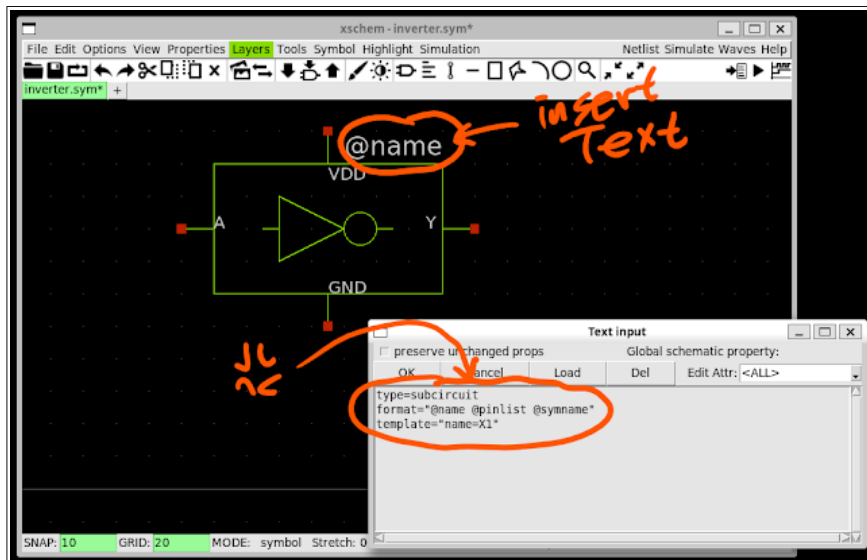 xschem - inverter.sym*
File Edit Options View Properties Layers Tools Symbol Highlight Simulation Netlist Simulate Waves Help
inverter.sym* +
insert
Text
@name
VDD
A Y
GND
Text input
preserve unchanged props Global schematic property:
OK Cancel Load Del Edit Attr: <ALL>
type=subcircuit
format="@name @pinlist @symname"
template="name=X1"
SNAP: 10 GRID: 20 MODE: symbol Stretch: 0